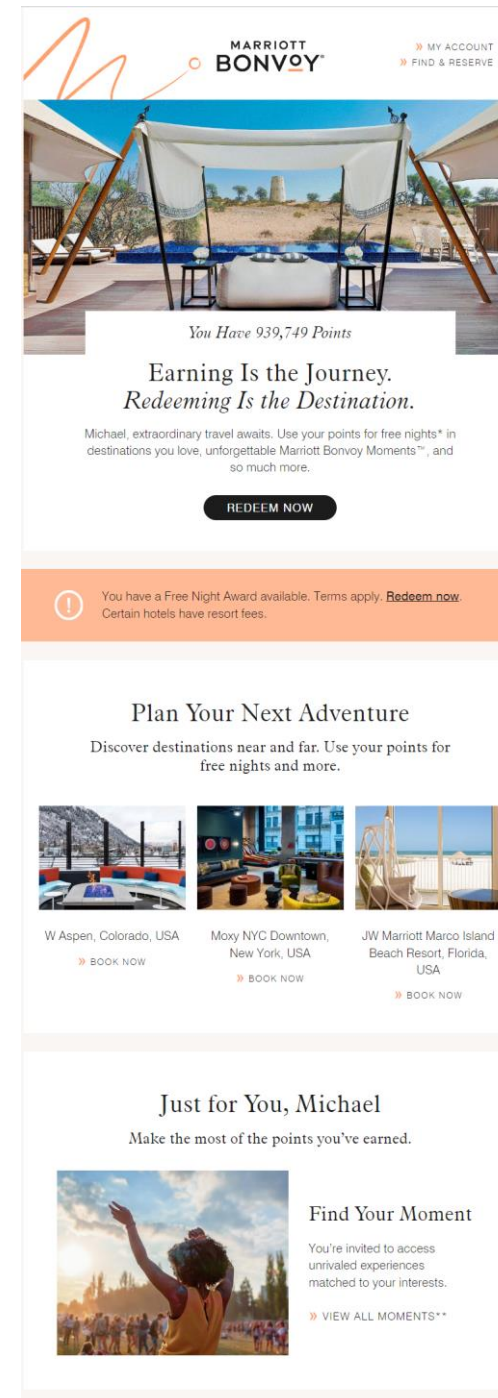 MARRIOTT
BONVOY®
» MY ACCOUNT
» FIND & RESERVE
You Have 939,749 Points
Earning Is the Journey.
Redeeming Is the Destination.
Michael, extraordinary travel awaits. Use your points for free nights* in
destinations you love, unforgettable Marriott Bonvoy Moments™, and
so much more.
REDEEM NOW
You have a Free Night Award available. Terms apply. Redeem now.
Certain hotels have resort fees.
Plan Your Next Adventure
Discover destinations near and far. Use your points for
free nights and more.
W Aspen, Colorado, USA
» BOOK NOW
Moxy NYC Downtown,
New York, USA
» BOOK NOW
JW Marriott Marco Island
Beach Resort, Florida,
USA
» BOOK NOW
Just for You, Michael
Make the most of the points you've earned.
Find Your Moment
You're invited to access
unrivaled experiences
matched to your interests.
» VIEW ALL MOMENTS**